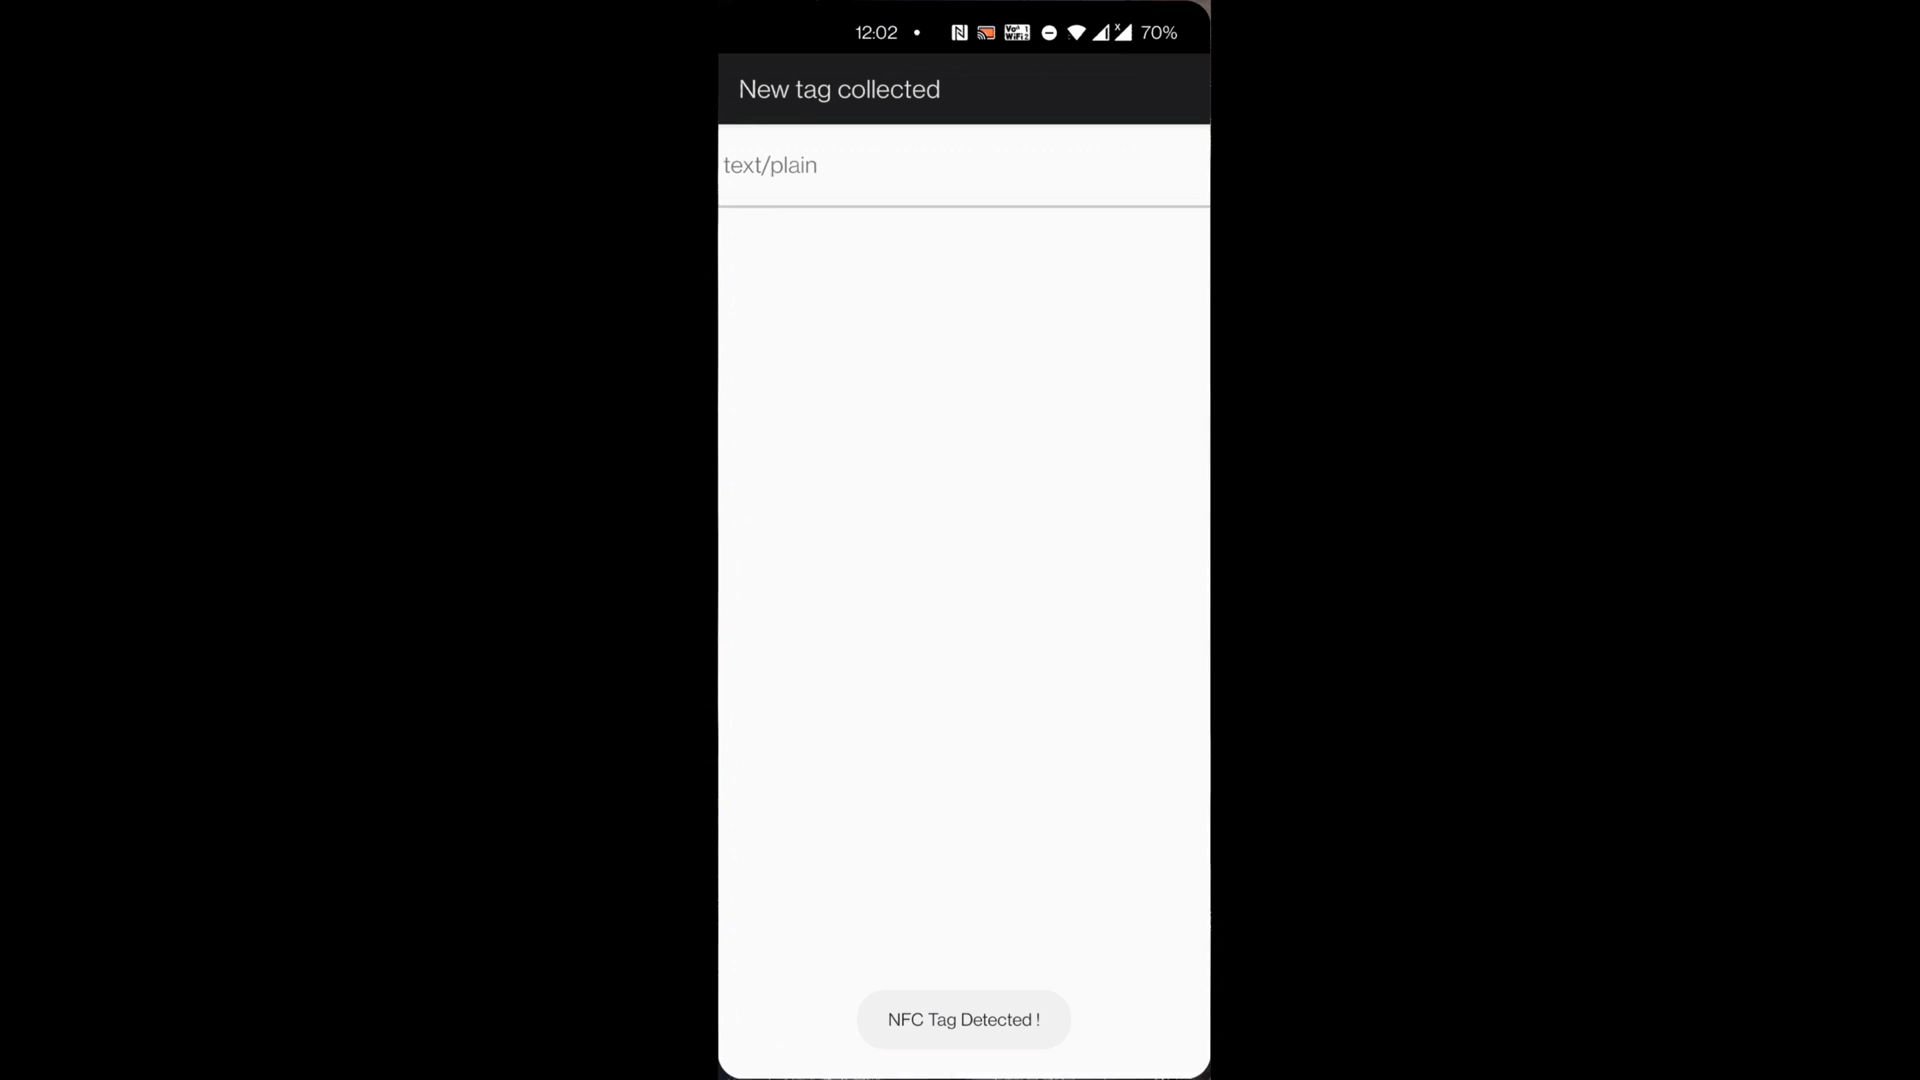 12:02
70%
New tag collected
text/plain
NFC Tag Detected !